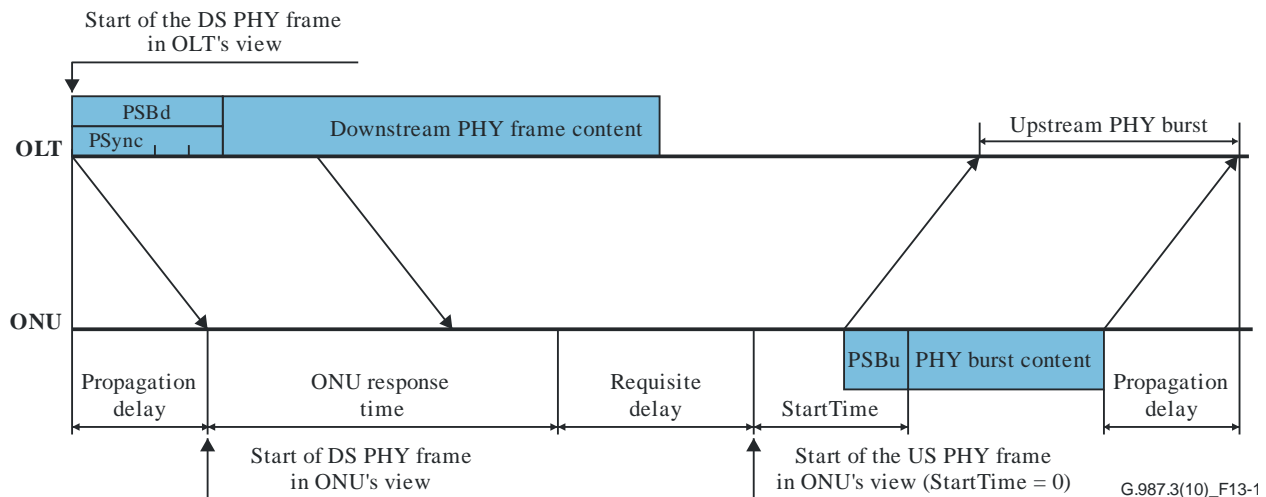 Start of the DS PHY frame
in OLT's view
PSBd
PSync
Downstream PHY frame content
Upstream PHY burst
OLT
ONU
PSBu
PHY burst content
Propagation
delay
ONU response
time
Requisite
delay
StartTime
Propagation
delay
Start of DS PHY frame
in ONU's view
Start of the US PHY frame
in ONU's view (StartTime = 0)
G.987.3(10)_F13-1